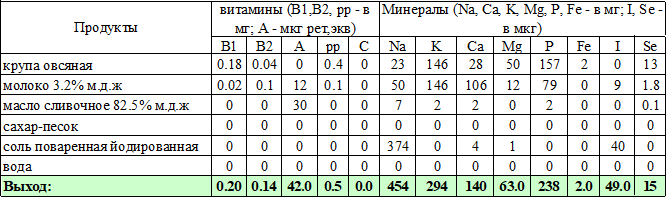 Продукты витамины (В1,В2, рр - в мг; А - мкг рет,экв) Минералы (Na, Ca, K, Mg, P, Fe - в мг; I, Se - в мкг)
В1 В2 А рр С Na K Ca Mg P Fe I Se
крупа овсяная 0.18 0.04 0 0.4 0 23 146 28 50 157 2 0 13
молоко 3.2% м.д.ж 0.02 0.1 12 0.1 0 50 146 106 12 79 0 9 1.8
масло сливочное 82.5% м.д.ж 0 0 30 0 0 7 2 2 0 2 0 0 0.1
сахар-песок 0 0 0 0 0 0 0 0 0 0 0 0 0
соль поваренная йодированная 0 0 0 0 0 374 0 4 1 0 0 40 0
вода 0 0 0 0 0 0 0 0 0 0 0 0 0
Выход: 0.20 0.14 42.0 0.5 0.0 454 294 140 63.0 238 2.0 49.0 15